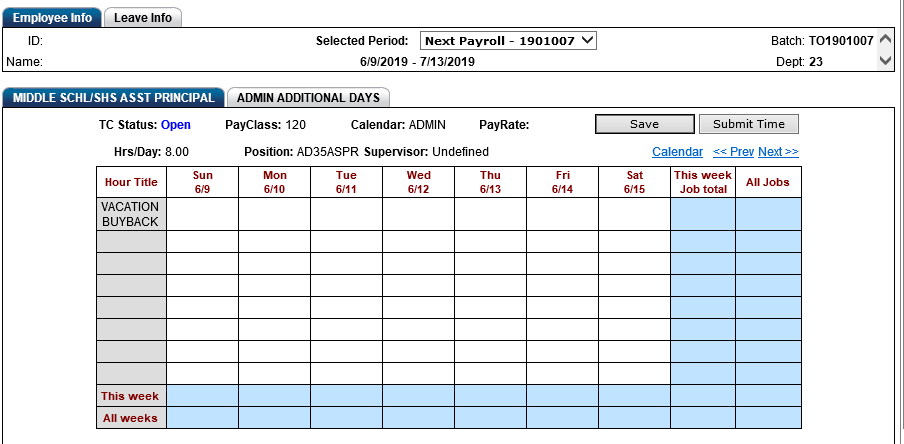 Employee Info Leave Info
ID: Selected Period: Next Payroll - 1901007 Batch: TO1901007
Name: 6/9/2019 - 7/13/2019 Dept: 23
MIDDLE SCHL/SHS ASST PRINCIPAL ADMIN ADDITIONAL DAYS
TC Status: Open PayClass: 120 Calendar: ADMIN PayRate: Save Submit Time
Hrs/Day: 8.00 Position: AD35ASPR Supervisor: Undefined Calendar << Prev Next >>
Hour Title Sun Mon Tue Wed Thu Fri Sat This week All Jobs
6/9 6/10 6/11 6/12 6/13 6/14 6/15 Job total
VACATION
BUYBACK
This week
All weeks